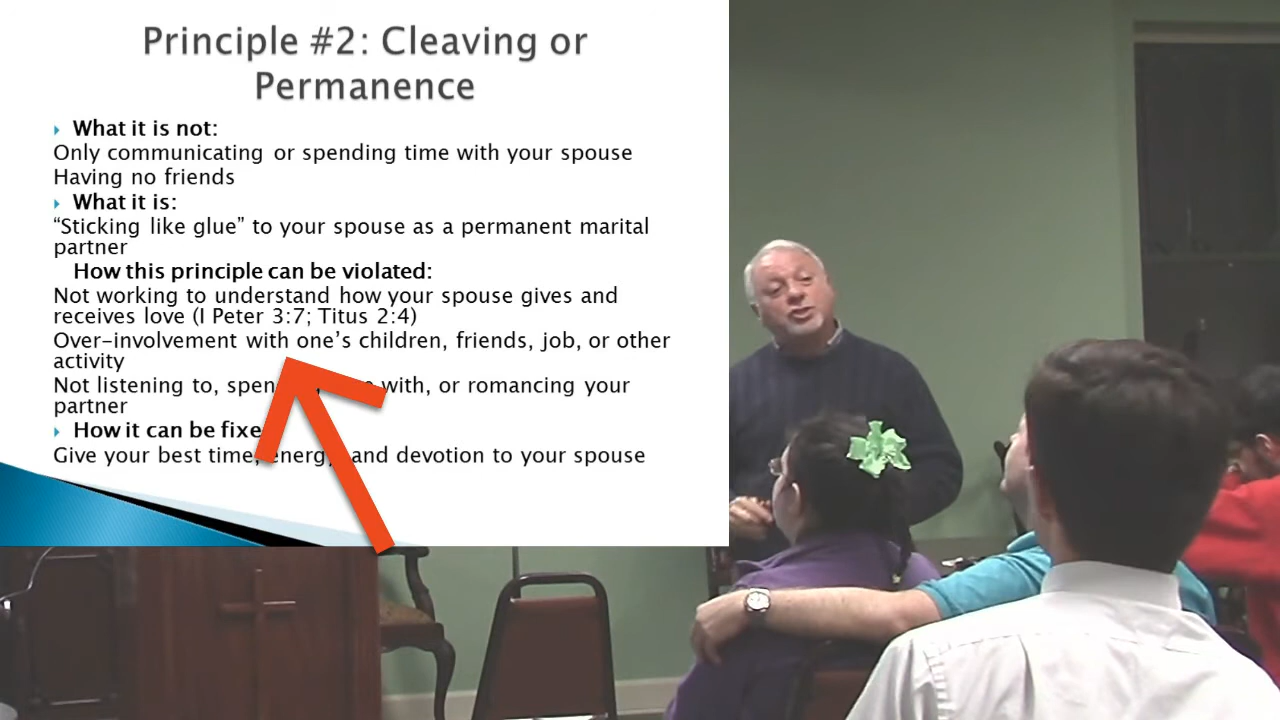 Principle #2: Cleaving or
Permanence
What it is not:
Only communicating or spending time with your spouse
Having no friends
What it is:
“Sticking like glue” to your spouse as a permanent marital
partner
How this principle can be violated:
Not working to understand how your spouse gives and
receives love (I Peter 3:7; Titus 2:4)
Over-involvement with one’s children, friends, job, or other
activity
Not listening to, with, or romancing your
partner
How it can be
Give your best time, energy and devotion to your spouse